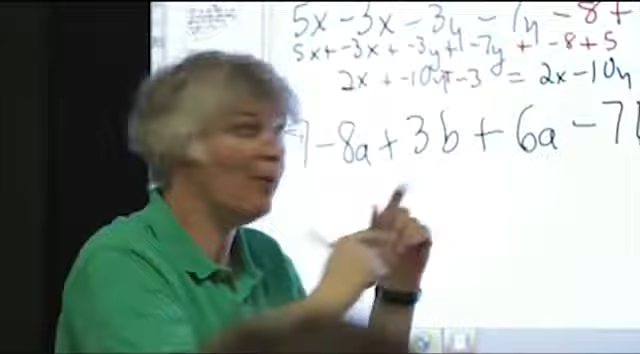 5x - 3x - 3y - 7y - 8 +
5x + -3x + -3y + -7y + -8 + 5
2x + -10y + -3 = 2x - 10y
- 8a + 3b + 6a - 7